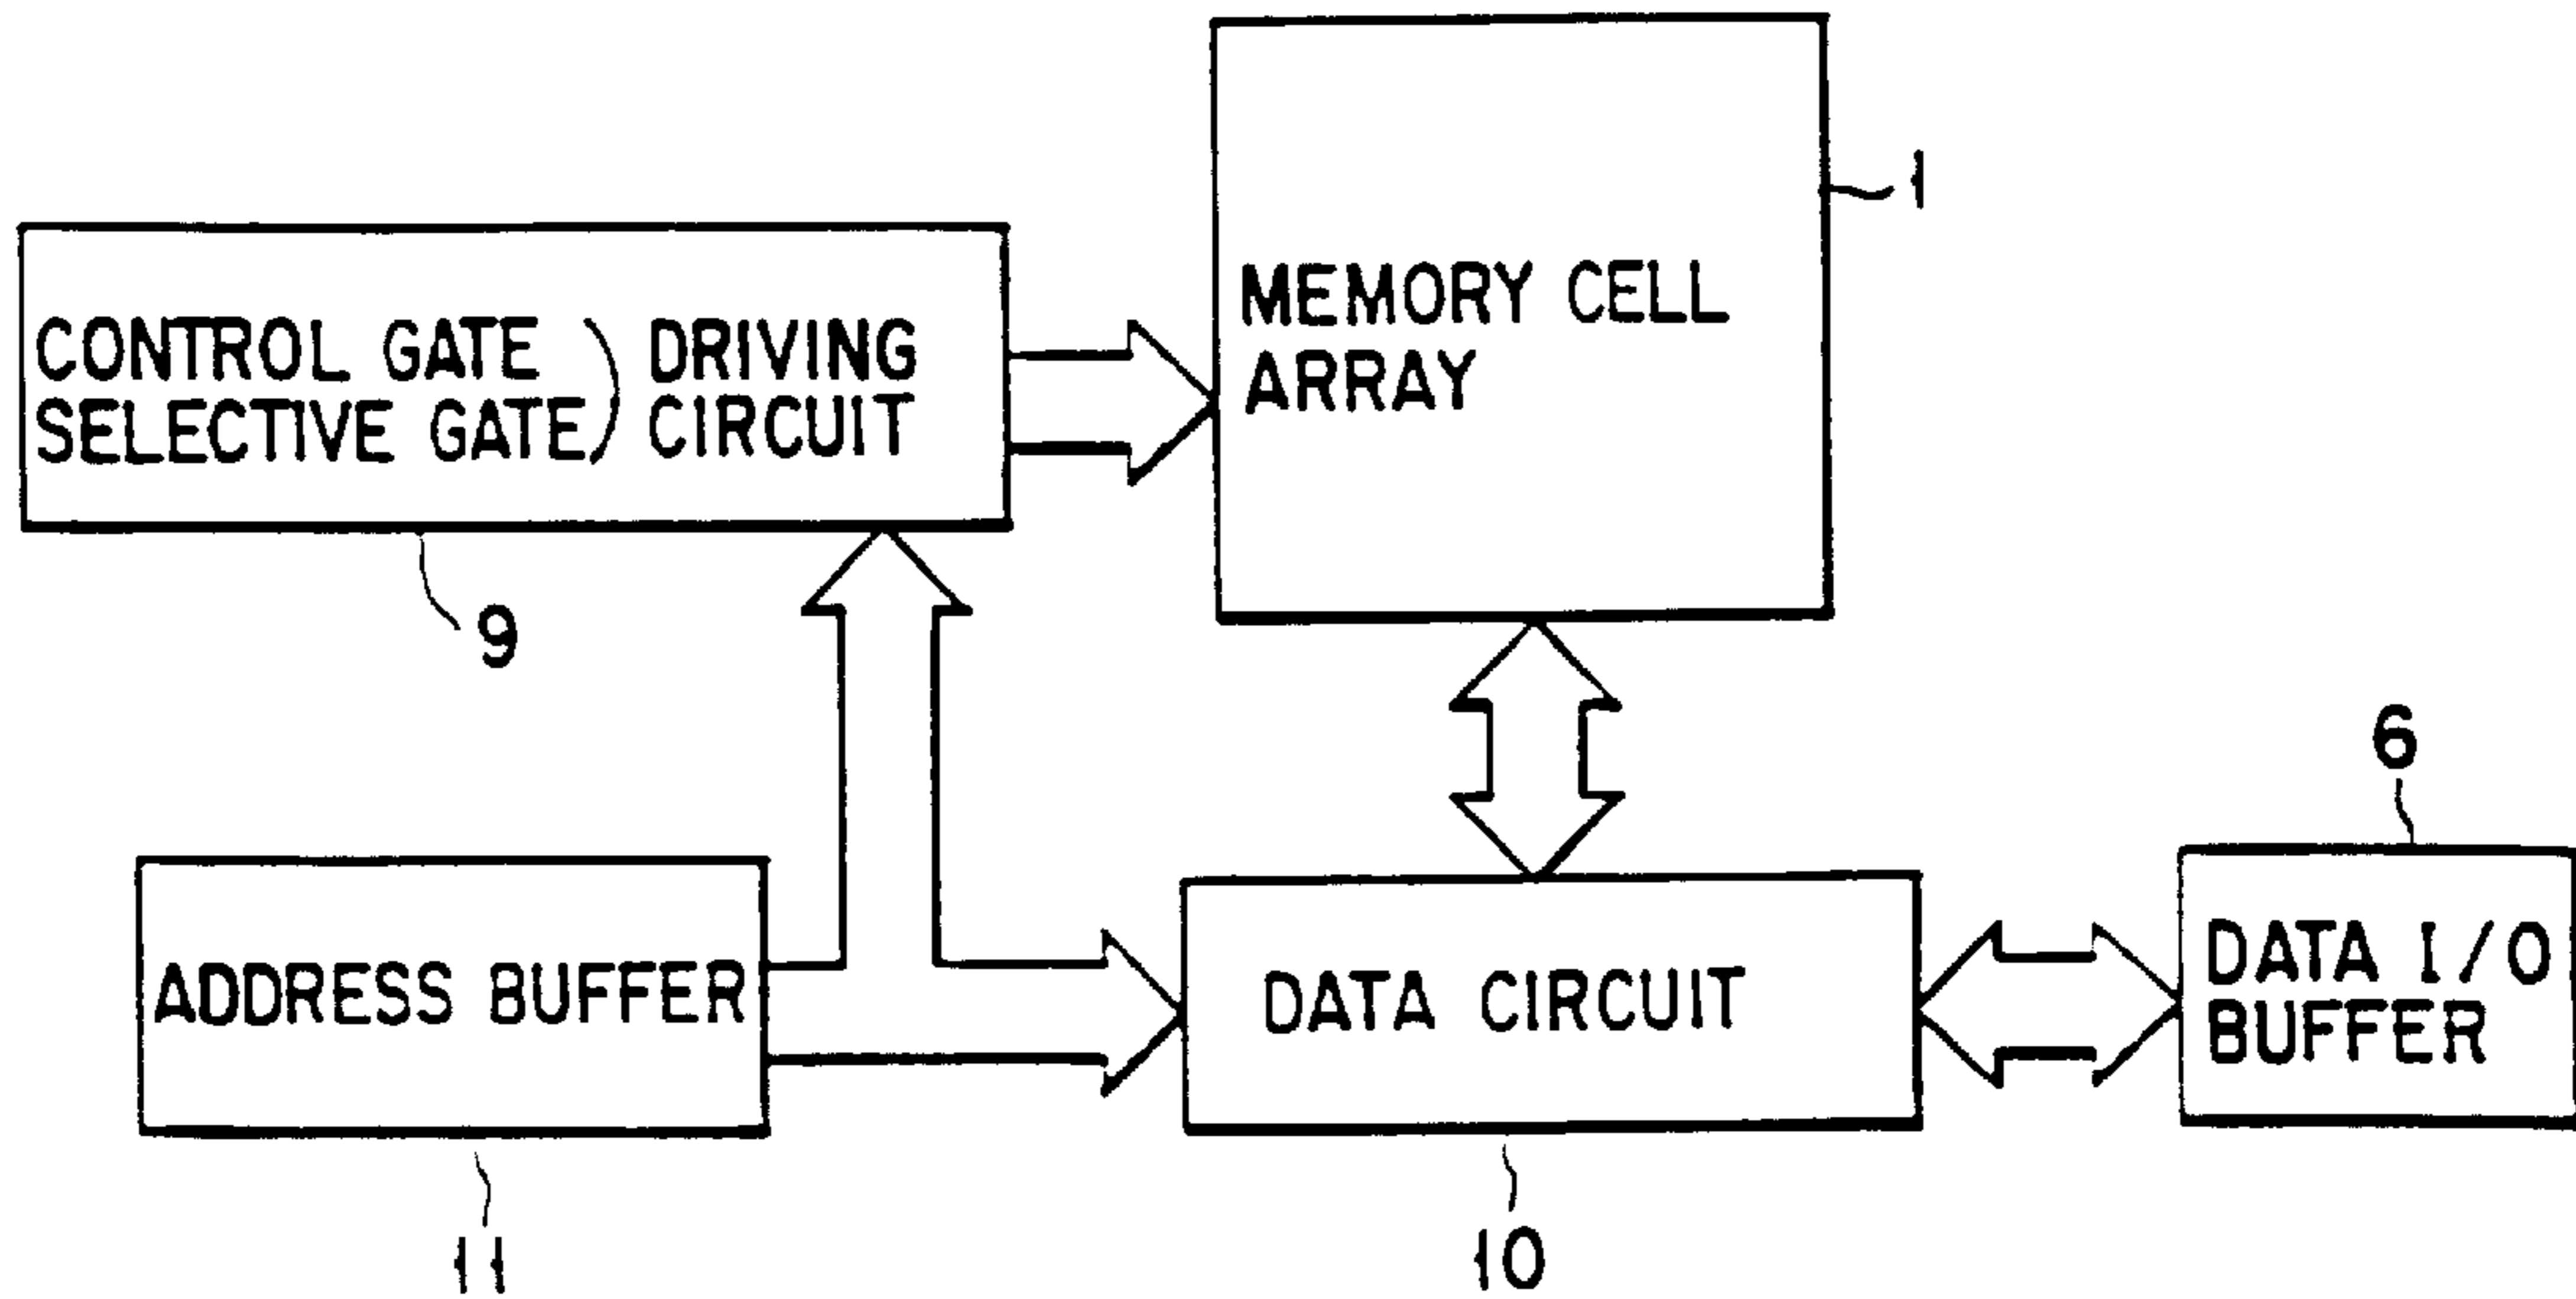 MEMORY CELL
ARRAY
1
CONTROL GATE ) DRIVING
SELECTIVE GATE ) CIRCUIT
9
6
ADDRESS BUFFER
DATA CIRCUIT
DATA I/O
BUFFER
11
10